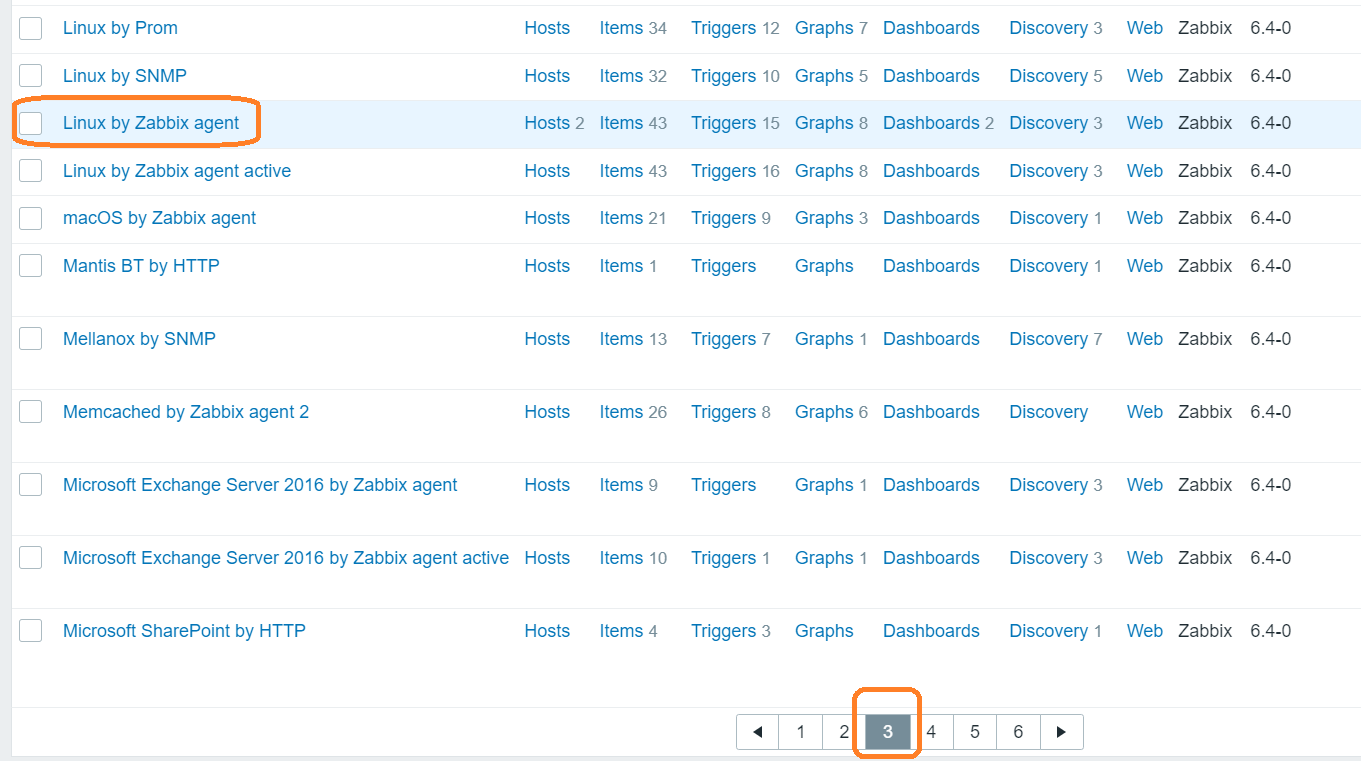 Linux by Prom Hosts Items 34 Triggers 12 Graphs 7 Dashboards Discovery 3 Web Zabbix 6.4-0
Linux by SNMP Hosts Items 32 Triggers 10 Graphs 5 Dashboards Discovery 5 Web Zabbix 6.4-0
Linux by Zabbix agent Hosts 2 Items 43 Triggers 15 Graphs 8 Dashboards 2 Discovery 3 Web Zabbix 6.4-0
Linux by Zabbix agent active Hosts Items 43 Triggers 16 Graphs 8 Dashboards Discovery 3 Web Zabbix 6.4-0
macOS by Zabbix agent Hosts Items 21 Triggers 9 Graphs 3 Dashboards Discovery 1 Web Zabbix 6.4-0
Mantis BT by HTTP Hosts Items 1 Triggers Graphs Dashboards Discovery 1 Web Zabbix 6.4-0
Mellanox by SNMP Hosts Items 13 Triggers 7 Graphs 1 Dashboards Discovery 7 Web Zabbix 6.4-0
Memcached by Zabbix agent 2 Hosts Items 26 Triggers 8 Graphs 6 Dashboards Discovery Web Zabbix 6.4-0
Microsoft Exchange Server 2016 by Zabbix agent Hosts Items 9 Triggers Graphs 1 Dashboards Discovery 3 Web Zabbix 6.4-0
Microsoft Exchange Server 2016 by Zabbix agent active Hosts Items 10 Triggers 1 Graphs 1 Dashboards Discovery 3 Web Zabbix 6.4-0
Microsoft SharePoint by HTTP Hosts Items 4 Triggers 3 Graphs Dashboards Discovery 1 Web Zabbix 6.4-0
1 2 3 4 5 6